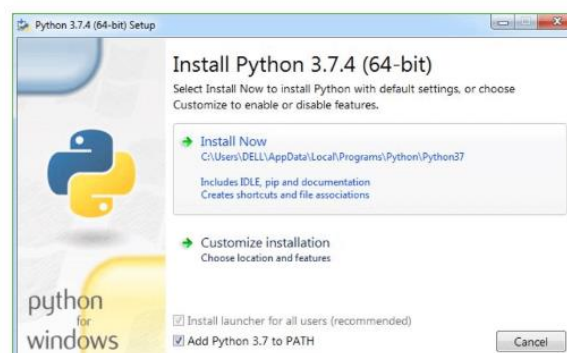 Python 3.7.4 (64-bit) Setup
Install Python 3.7.4 (64-bit)
Select Install Now to install Python with default settings, or choose
Customize to enable or disable features.
Install Now
C:\Users\DELL\AppData\Local\Programs\Python\Python37
Includes IDLE, pip and documentation
Creates shortcuts and file associations
Customize installation
Choose location and features
python
for
windows
Install launcher for all users (recommended)
Add Python 3.7 to PATH
Cancel